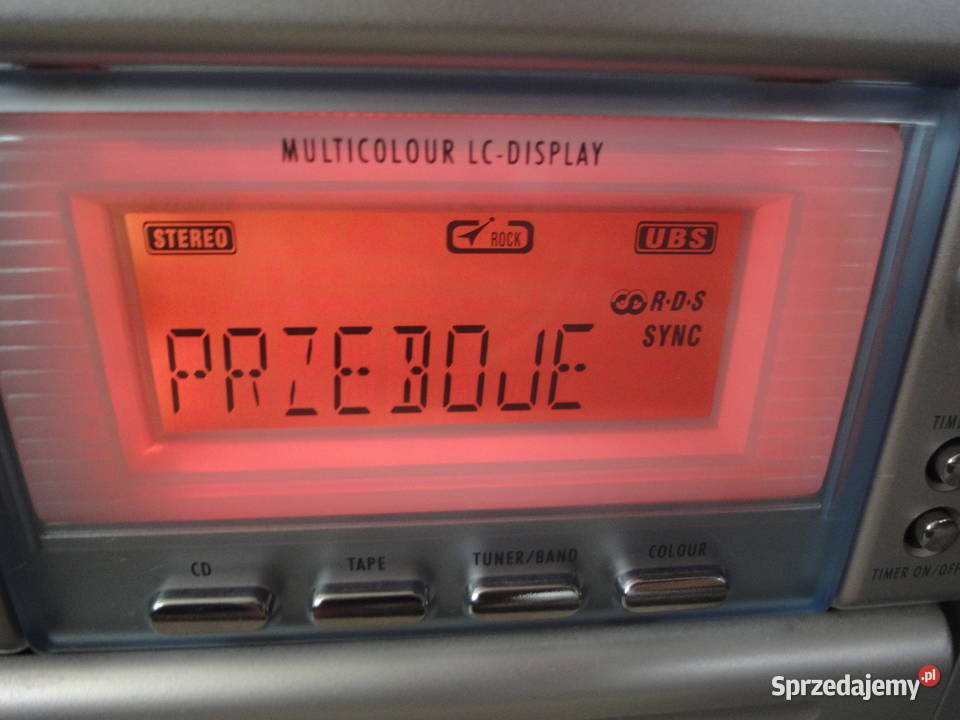 MULTICOLOUR LC-DISPLAY
STEREO ROCK UBS
R·D·S
SYNC
PRZEBOJE
CD TAPE TUNER/BAND COLOUR
TIMER ON/OFF
Sprzedajemy.pl